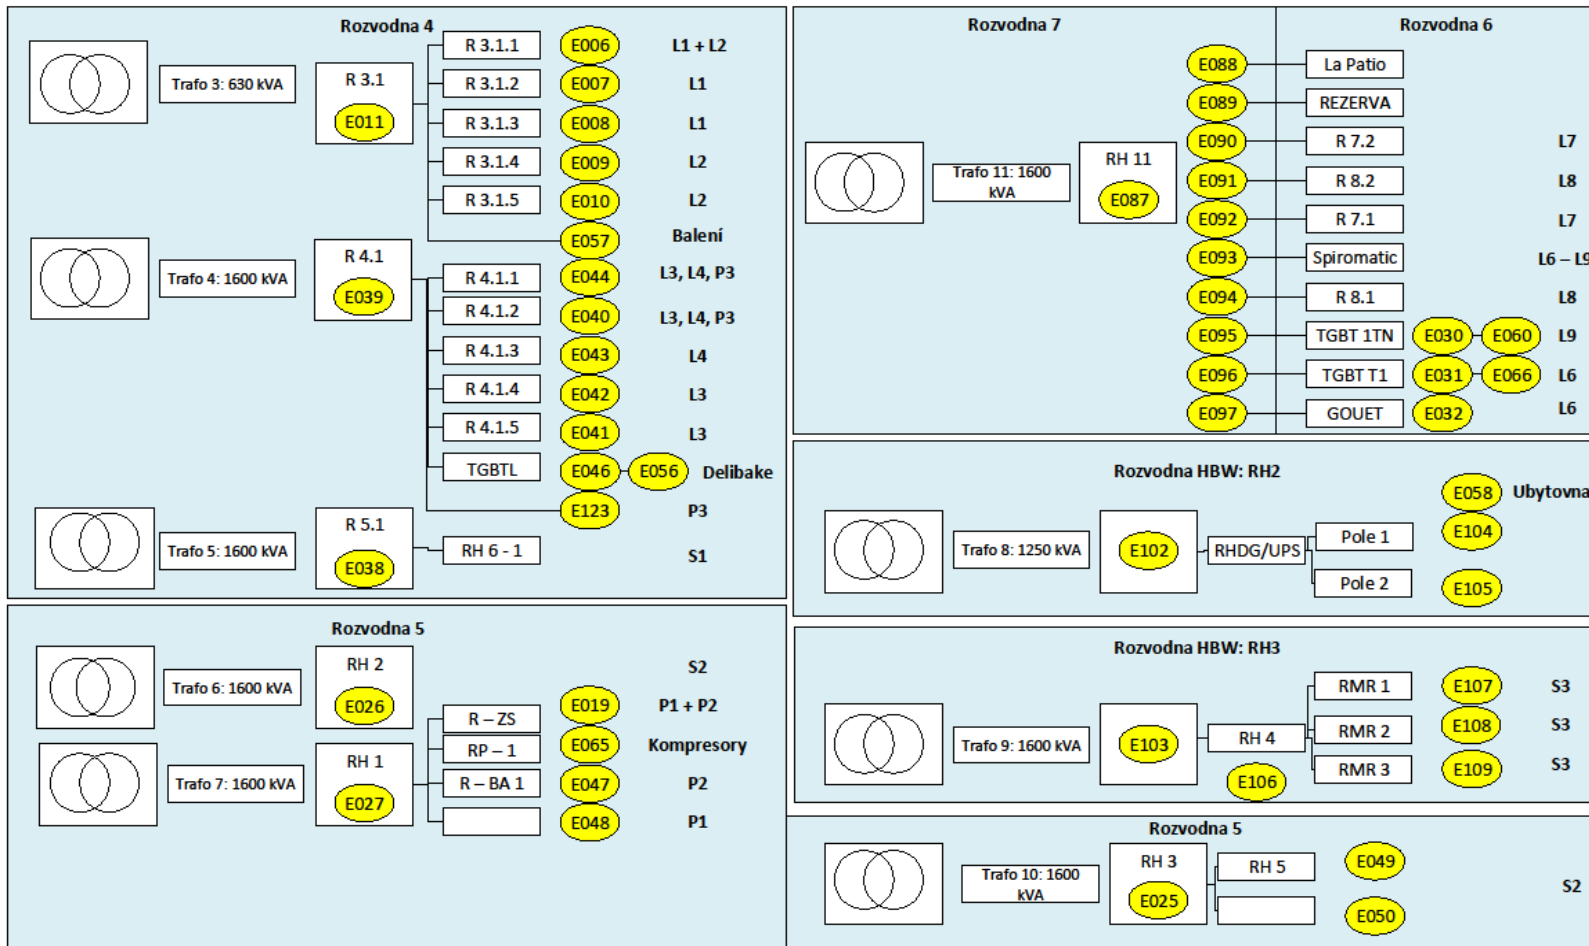 Rozvodna 4
Trafo 3: 630 kVA
R 3.1
E011
R 3.1.1 E006 L1 + L2
R 3.1.2 E007 L1
R 3.1.3 E008 L1
R 3.1.4 E009 L2
R 3.1.5 E010 L2
E057 Balení
Trafo 4: 1600 kVA
R 4.1
E039
R 4.1.1 E044 L3, L4, P3
R 4.1.2 E040 L3, L4, P3
R 4.1.3 E043 L4
R 4.1.4 E042 L3
R 4.1.5 E041 L3
TGBTL E046 E056 Delibake
E123 P3
Trafo 5: 1600 kVA
R 5.1
E038
RH 6 - 1 S1
Rozvodna 5
Trafo 6: 1600 kVA
RH 2
E026
S2
Trafo 7: 1600 kVA
RH 1
E027
R – ZS E019 P1 + P2
RP – 1 E065 Kompresory
R – BA 1 E047 P2
E048 P1
Rozvodna 7
Rozvodna 6
Trafo 11: 1600
kVA
RH 11
E087
E088 La Patio
E089 REZERVA
E090 R 7.2 L7
E091 R 8.2 L8
E092 R 7.1 L7
E093 Spiromatic L6 – L9
E094 R 8.1 L8
E095 TGBT 1TN E030 E060 L9
E096 TGBT T1 E031 E066 L6
E097 GOUET E032 L6
Rozvodna HBW: RH2
Trafo 8: 1250 kVA
E102
RHDG/UPS
E058 Ubytovna
Pole 1 E104
Pole 2 E105
Rozvodna HBW: RH3
Trafo 9: 1600 kVA
E103
RH 4
E106
RMR 1 E107 S3
RMR 2 E108 S3
RMR 3 E109 S3
Rozvodna 5
Trafo 10: 1600
kVA
RH 3
E025
RH 5 E049
S2
E050